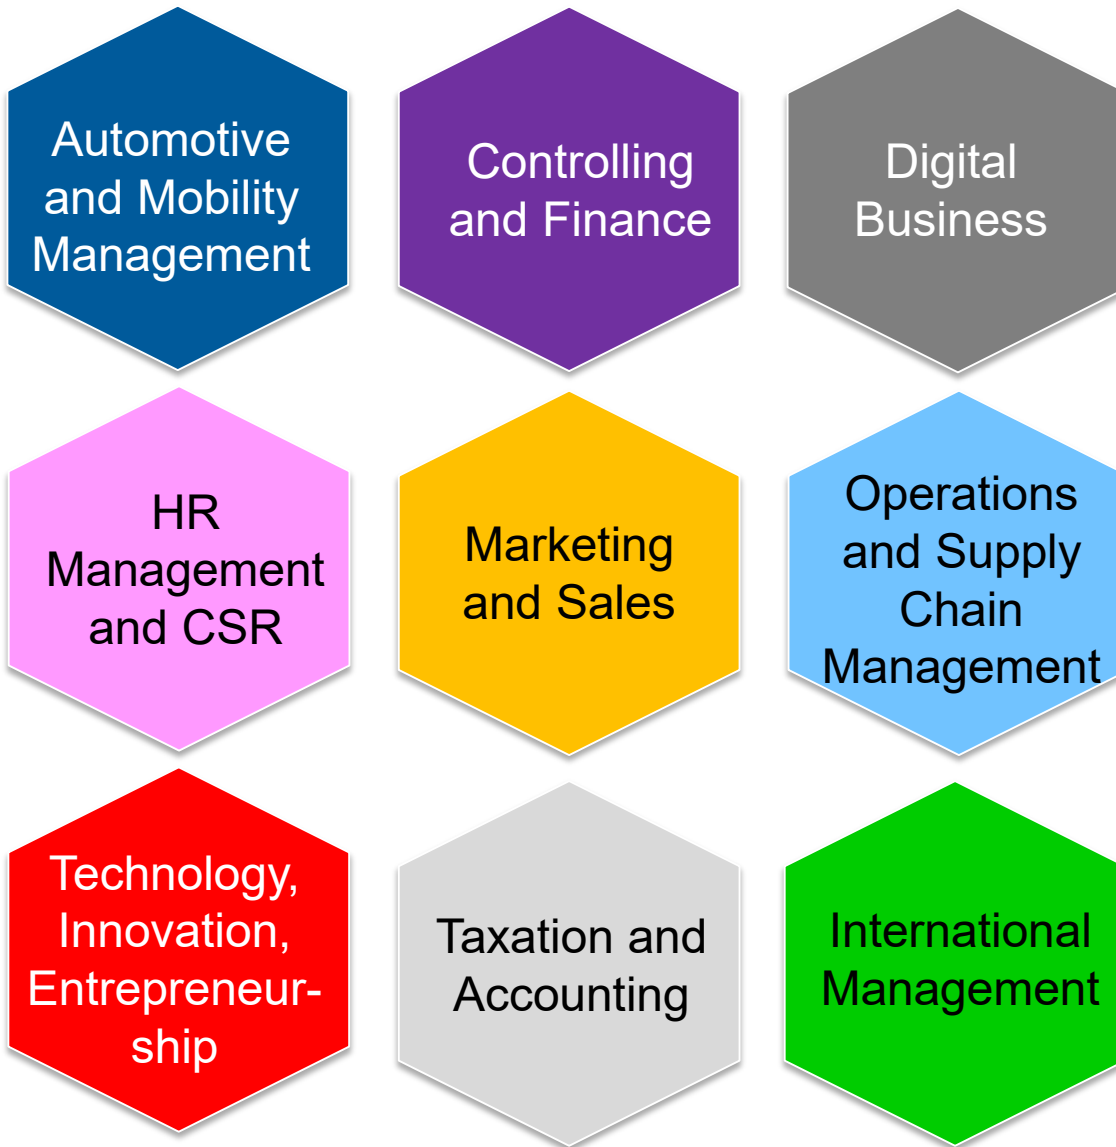 Automotive
and Mobility
Management
Controlling
and Finance
Digital
Business
HR
Management
and CSR
Marketing
and Sales
Operations
and Supply
Chain
Management
Technology,
Innovation,
Entrepreneur-
ship
Taxation and
Accounting
International
Management